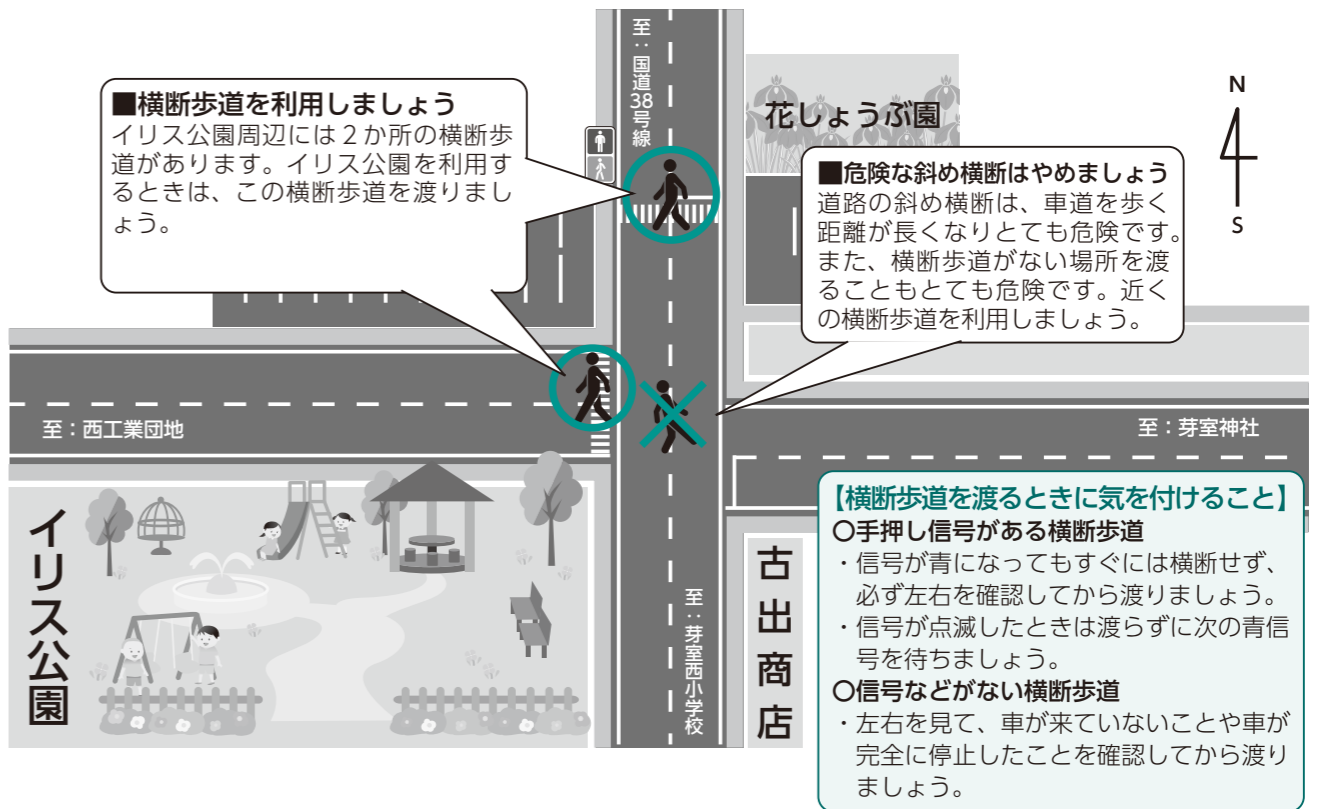 ■横断歩道を利用しましょう
イリス公園周辺には２か所の横断歩
道があります。イリス公園を利用す
るときは、この横断歩道を渡りまし
ょう。
至：国道38号線
花しょうぶ園
N
S
■危険な斜め横断はやめましょう
道路の斜め横断は、車道を歩く
距離が長くなりとても危険です。
また、横断歩道がない場所を渡
ることもとても危険です。近く
の横断歩道を利用しましょう。
至：西工業団地
至：芽室神社
イリス公園
至：芽室西小学校
古出商店
【横断歩道を渡るときに気を付けること】
〇手押し信号がある横断歩道
・信号が青になってもすぐには横断せず、
必ず左右を確認してから渡りましょう。
・信号が点滅したときは渡らずに次の青信
号を待ちましょう。
〇信号などがない横断歩道
・左右を見て、車が来ていないことや車が
完全に停止したことを確認してから渡り
ましょう。